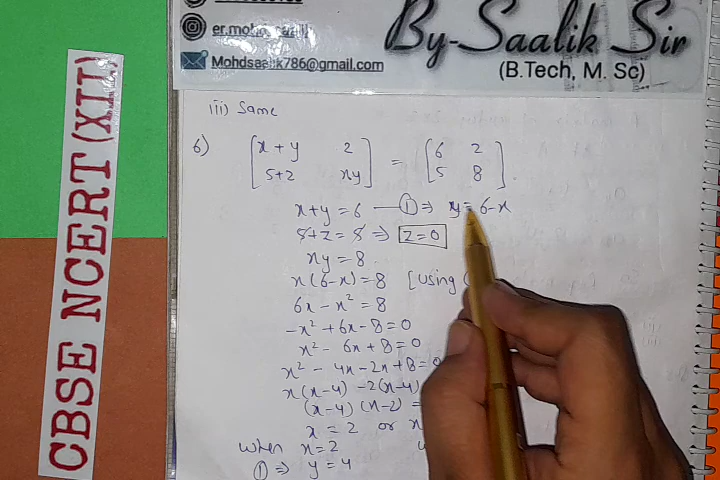 By-Saalik Sir
(B.Tech, M. Sc)
Mohdsaalik786@gmail.com
CBSE NCERT (XII)
iii) Same
6) [x+y 2 5+z xy] = [6 2 5 8].
x+y = 6 — ① ⇒ y = 6-x
5+z = 5 ⇒ z=0
xy = 8.
x(6-x) = 8 [using
6x - x² = 8
-x² + 6x - 8 = 0
x² - 6x + 8 = 0
x² - 4x - 2x + 8 = 0
x(x-4) -2(x-4)
(x-4) (x-2) =
x = 2 or x
when x=2
① ⇒ y = 4